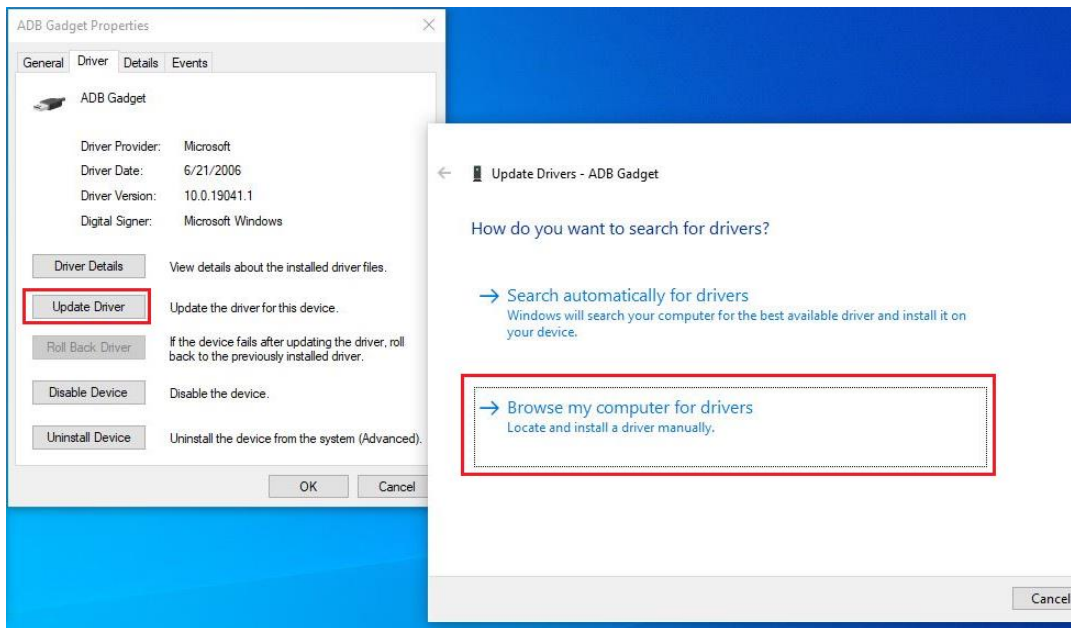 ADB Gadget Properties
General Driver Details Events
ADB Gadget
Driver Provider: Microsoft
Driver Date: 6/21/2006
Driver Version: 10.0.19041.1
Digital Signer: Microsoft Windows
Driver Details View details about the installed driver files.
Update Driver Update the driver for this device.
Roll Back Driver If the device fails after updating the driver, roll
back to the previously installed driver.
Disable Device Disable the device.
Uninstall Device Uninstall the device from the system (Advanced).
OK Cancel
Update Drivers - ADB Gadget
How do you want to search for drivers?
Search automatically for drivers
Windows will search your computer for the best available driver and install it on
your device.
Browse my computer for drivers
Locate and install a driver manually.
Cancel